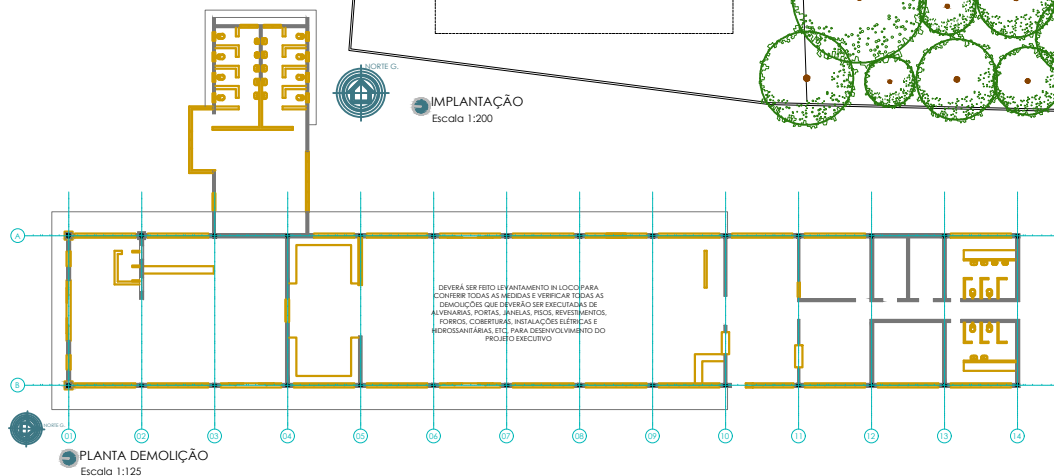 NORTE G.
IMPLANTAÇÃO
Escala 1:200
A
DEVERÁ SER FEITO LEVANTAMENTO IN LOCO PARA
CONFERIR TODAS AS MEDIDAS E VERIFICAR TODAS AS
DEMOLIÇÕES QUE DEVERÃO SER EXECUTADAS DE
ALVENARIAS, PORTAS, JANELAS, PISOS, REVESTIMENTOS,
FORROS, COBERTURAS, INSTALAÇÕES ELÉTRICAS E
HIDROSSANITÁRIAS, ETC, PARA DESENVOLVIMENTO DO
PROJETO EXECUTIVO
B
NORTE G.
01 02 03 04 05 06 07 08 09 10 11 12 13 14
PLANTA DEMOLIÇÃO
Escala 1:125